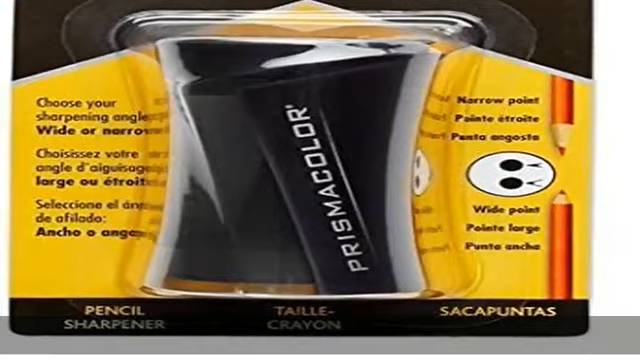 Choose your
sharpening angle:
Wide or narrow
Choisissez votre
angle d'aiguisage
large ou étroit
Seleccione el
de afilado:
Ancho o
PRISMACOLOR
Narrow point
Pointe étroite
Punta angosta
Wide point
Pointe large
Punta ancha
PENCIL
SHARPENER
TAILLE-
CRAYON
SACAPUNTAS